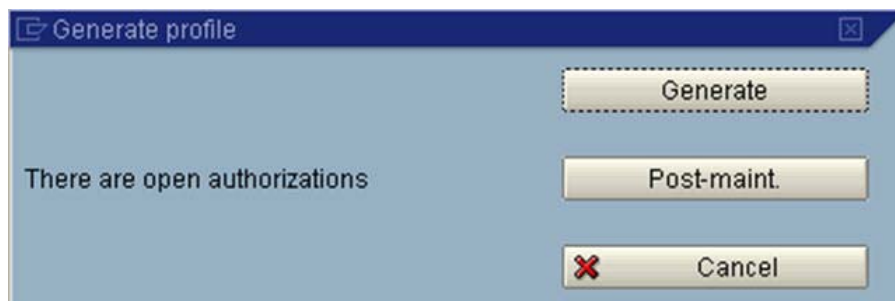 Generate profile
Generate
There are open authorizations
Post-maint.
Cancel